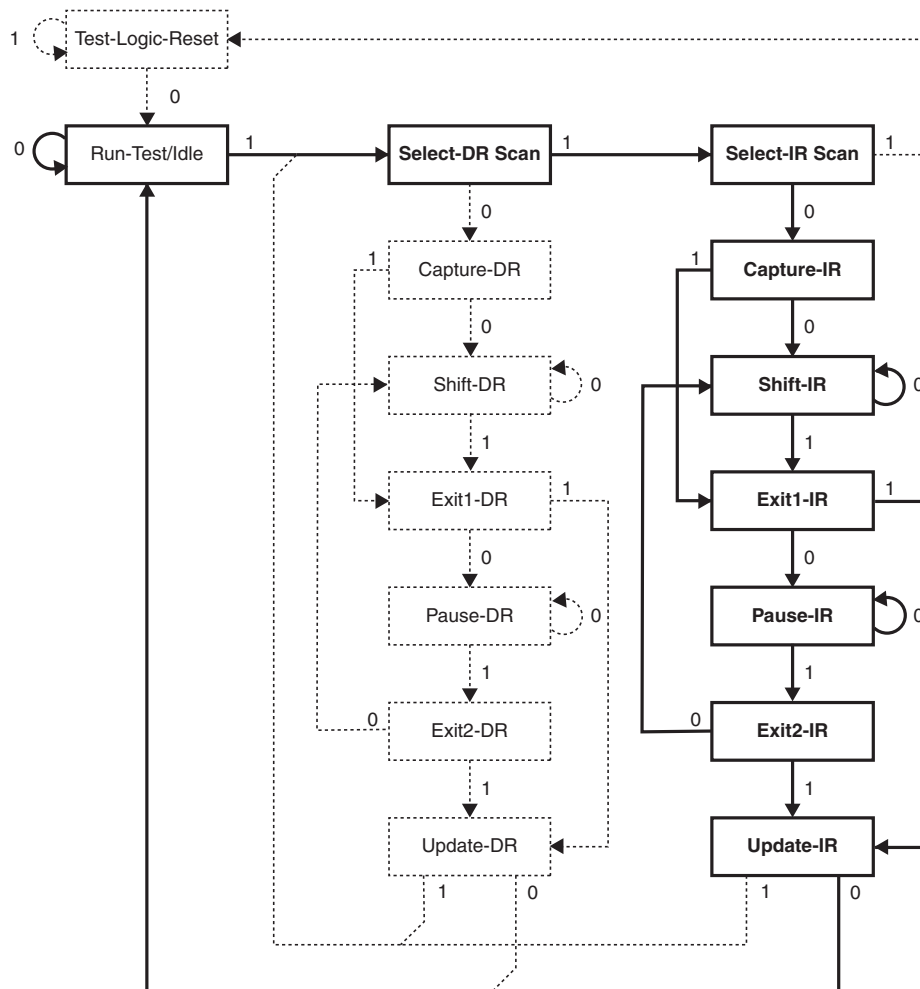 1
Test-Logic-Reset
0
0
Run-Test/Idle
1
Select-DR Scan
1
Select-IR Scan
1
0
0
1
Capture-DR
1
Capture-IR
0
0
Shift-DR
0
Shift-IR
0
1
1
Exit1-DR
1
Exit1-IR
1
0
0
Pause-DR
0
Pause-IR
0
1
1
0
Exit2-DR
0
Exit2-IR
1
1
Update-DR
Update-IR
1
0
1
0